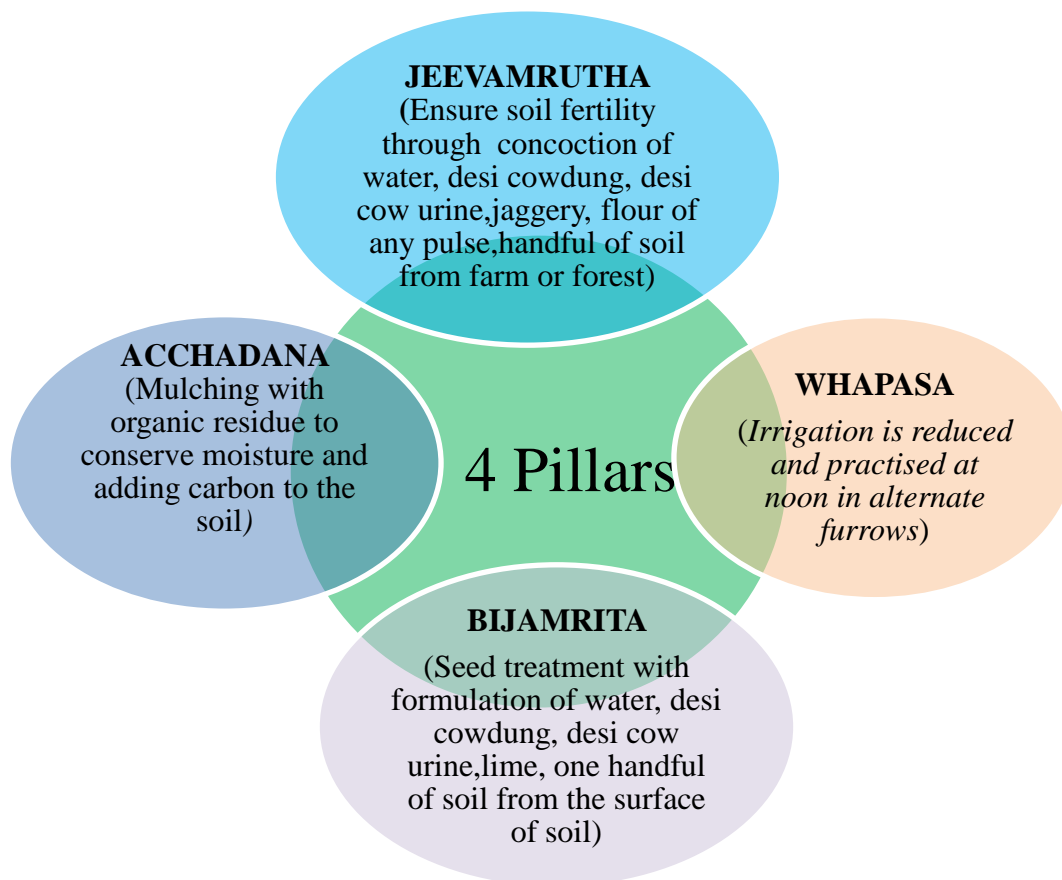 JEEVAMRUTHA
(Ensure soil fertility
through  concoction of
water, desi cowdung, desi
cow urine,jaggery, flour of
any pulse,handful of soil
from farm or forest)
ACCHADANA
(Mulching with
organic residue to
conserve moisture and
adding carbon to the
soil)
4 Pillars
WHAPASA
(Irrigation is reduced
and practised at
noon in alternate
furrows)
BIJAMRITA
(Seed treatment with
formulation of water, desi
cowdung, desi cow
urine,lime, one handful
of soil from the surface
of soil)